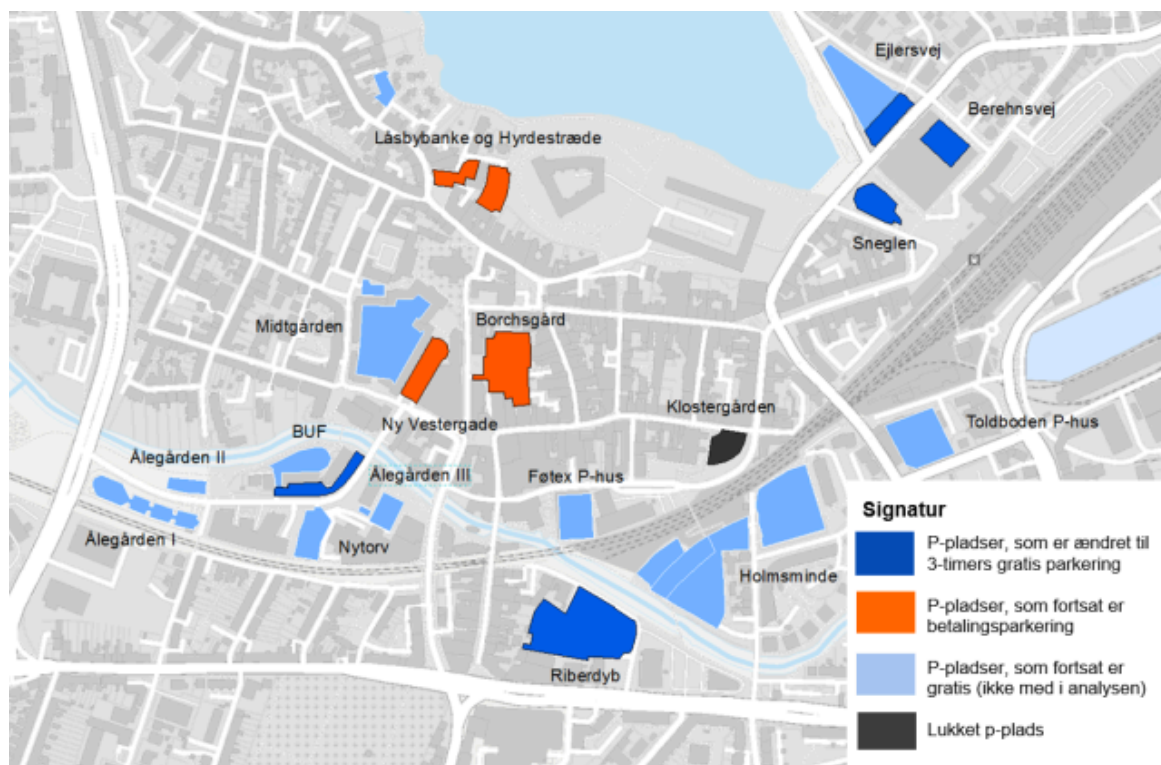 Ejlersvej
Berehnsvej
Låsbybanke og Hyrdestræde
Sneglen
Midtgården
Borchsgård
Klostergården
Ny Vestergade
Toldboden P-hus
BUF
Ålegården II
Ålegården III
Føtex P-hus
Ålegården I
Nytorv
Holmsminde
Riberdyb
Signatur
P-pladser, som er ændret til
3-timers gratis parkering
P-pladser, som fortsat er
betalingsparkering
P-pladser, som fortsat er
gratis (ikke med i analysen)
Lukket p-plads